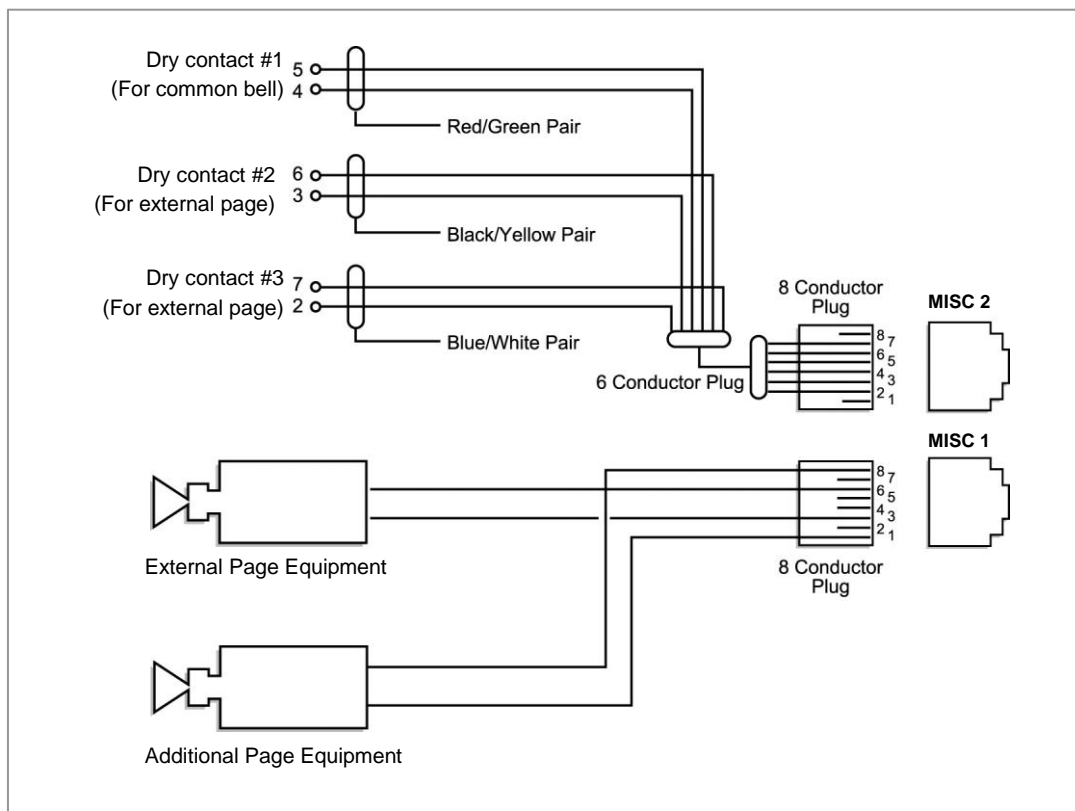 Dry contact #1
(For common bell)
5
4
Red/Green Pair
Dry contact #2
(For external page)
6
3
Black/Yellow Pair
Dry contact #3
(For external page)
7
2
Blue/White Pair
6 Conductor Plug
8 Conductor
Plug
8
7
6
5
4
3
2
1
MISC 2
MISC 1
8
7
6
5
4
3
2
1
8 Conductor
Plug
External Page Equipment
Additional Page Equipment